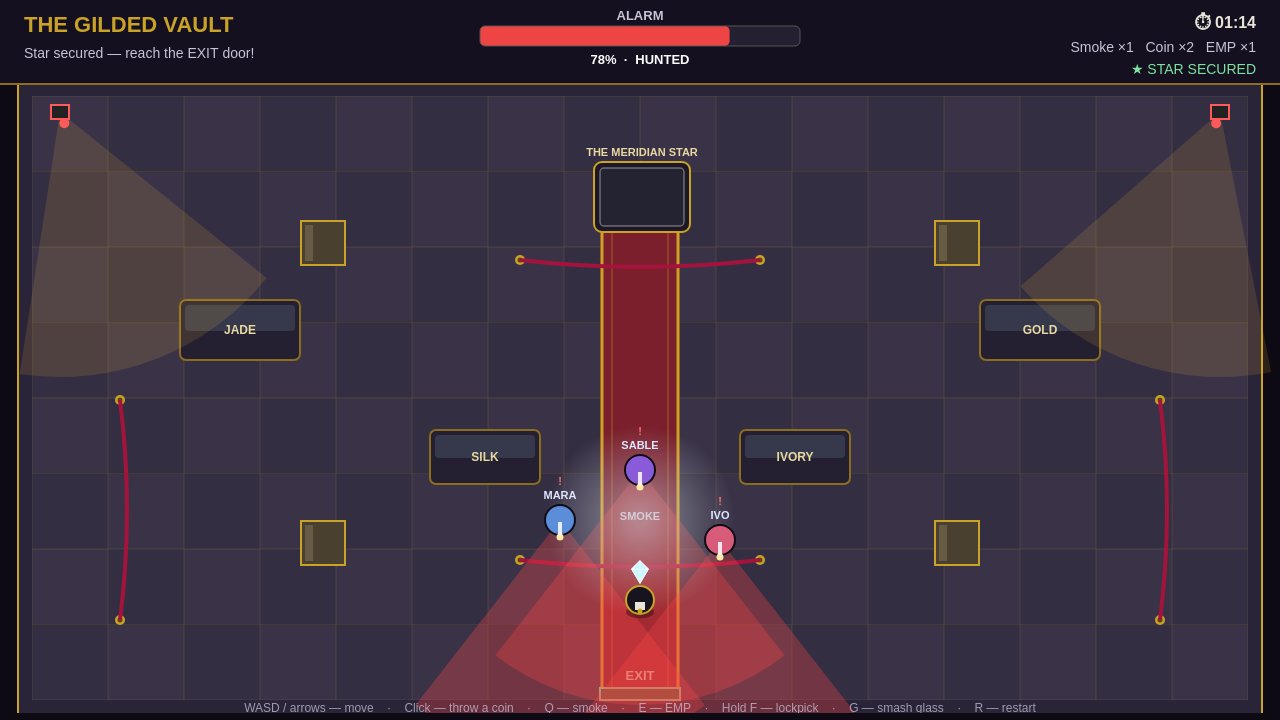 THE GILDED VAULT
Star secured — reach the EXIT door!
ALARM
78% · HUNTED
⏱ 01:14
Smoke ×1 Coin ×2 EMP ×1
★ STAR SECURED
THE MERIDIAN STAR
JADE
GOLD
!
SABLE
SILK
IVORY
!
MARA
!
IVO
SMOKE
EXIT
WASD / arrows — move · Click — throw a coin · Q — smoke · E — EMP · Hold F — lockpick · G — smash glass · R — restart